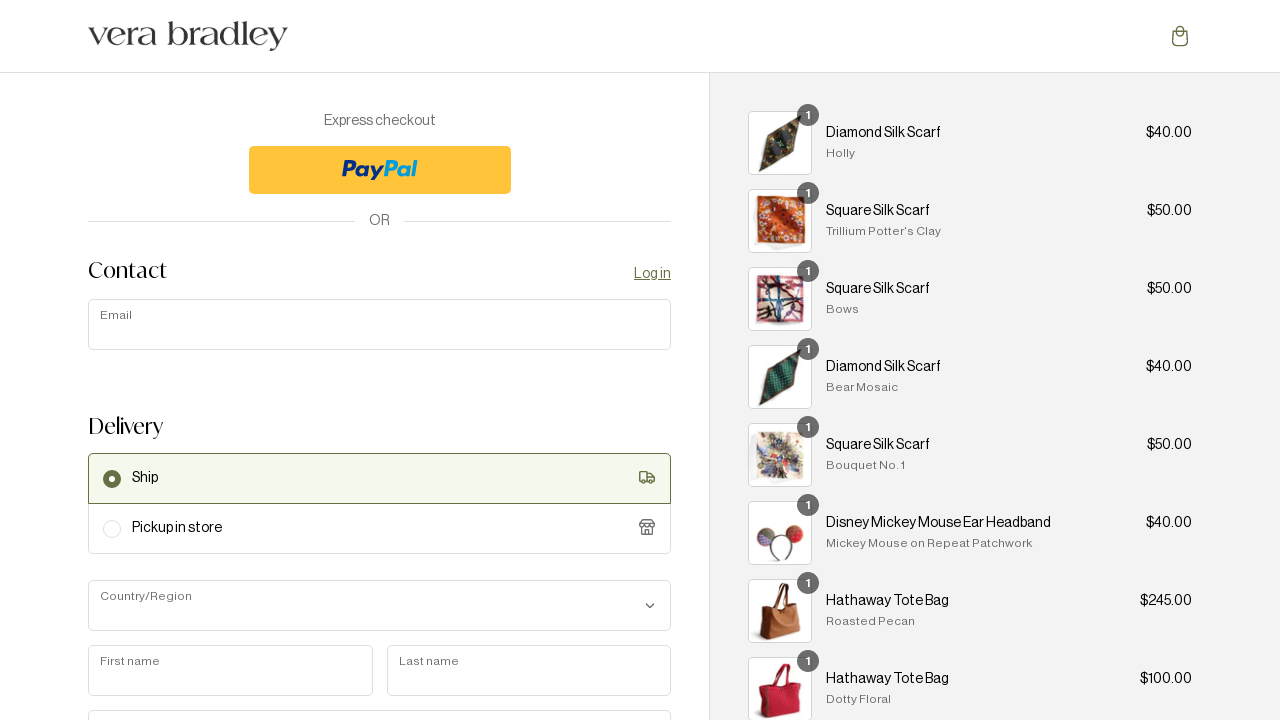 vera bradley
Express checkout
PayPal
OR
Contact
Log in
Email
Delivery
Ship
Pickup in store
Country/Region
First name
Last name
1
Diamond Silk Scarf
$40.00
Holly
1
Square Silk Scarf
$50.00
Trillium Potter's Clay
1
Square Silk Scarf
$50.00
Bows
1
Diamond Silk Scarf
$40.00
Bear Mosaic
1
Square Silk Scarf
$50.00
Bouquet No. 1
1
Disney Mickey Mouse Ear Headband
$40.00
Mickey Mouse on Repeat Patchwork
1
Hathaway Tote Bag
$245.00
Roasted Pecan
1
Hathaway Tote Bag
$100.00
Dotty Floral